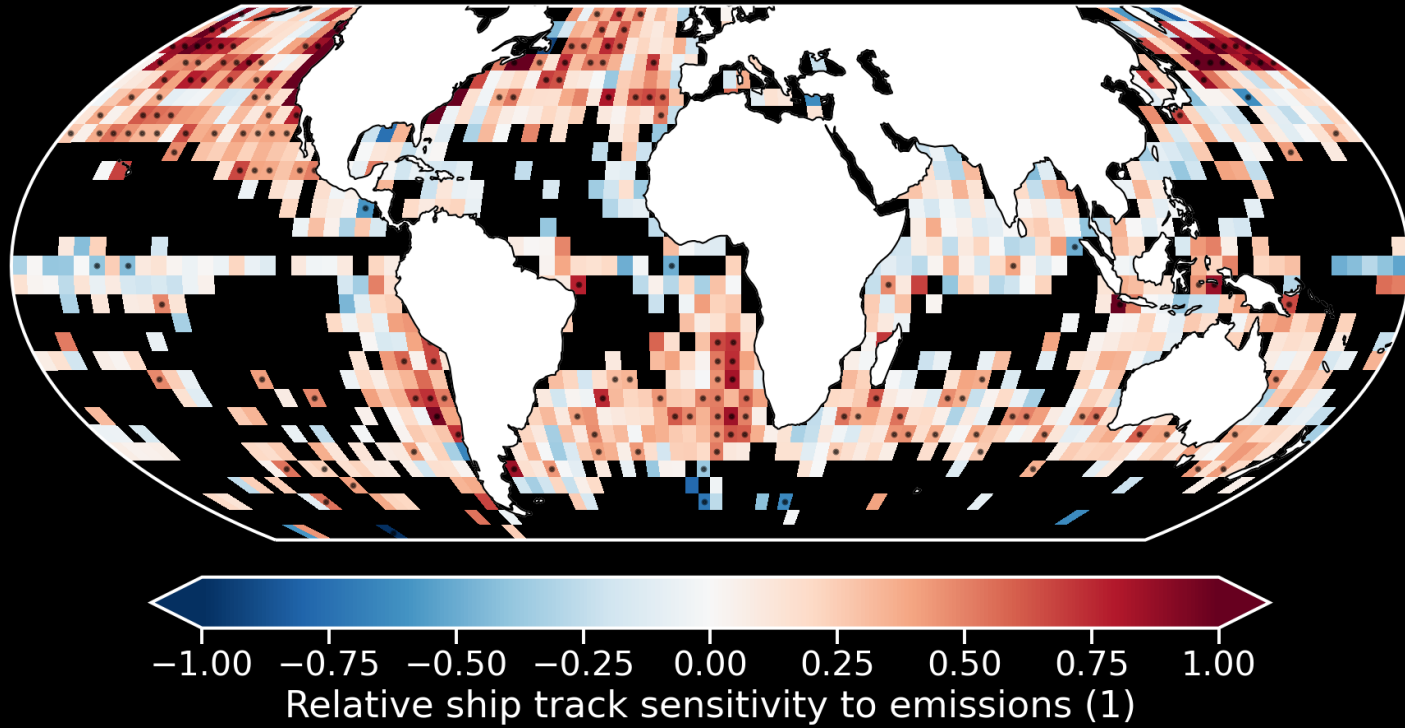 −1.00 −0.75 −0.50 −0.25 0.00 0.25 0.50 0.75 1.00
Relative ship track sensitivity to emissions (1)